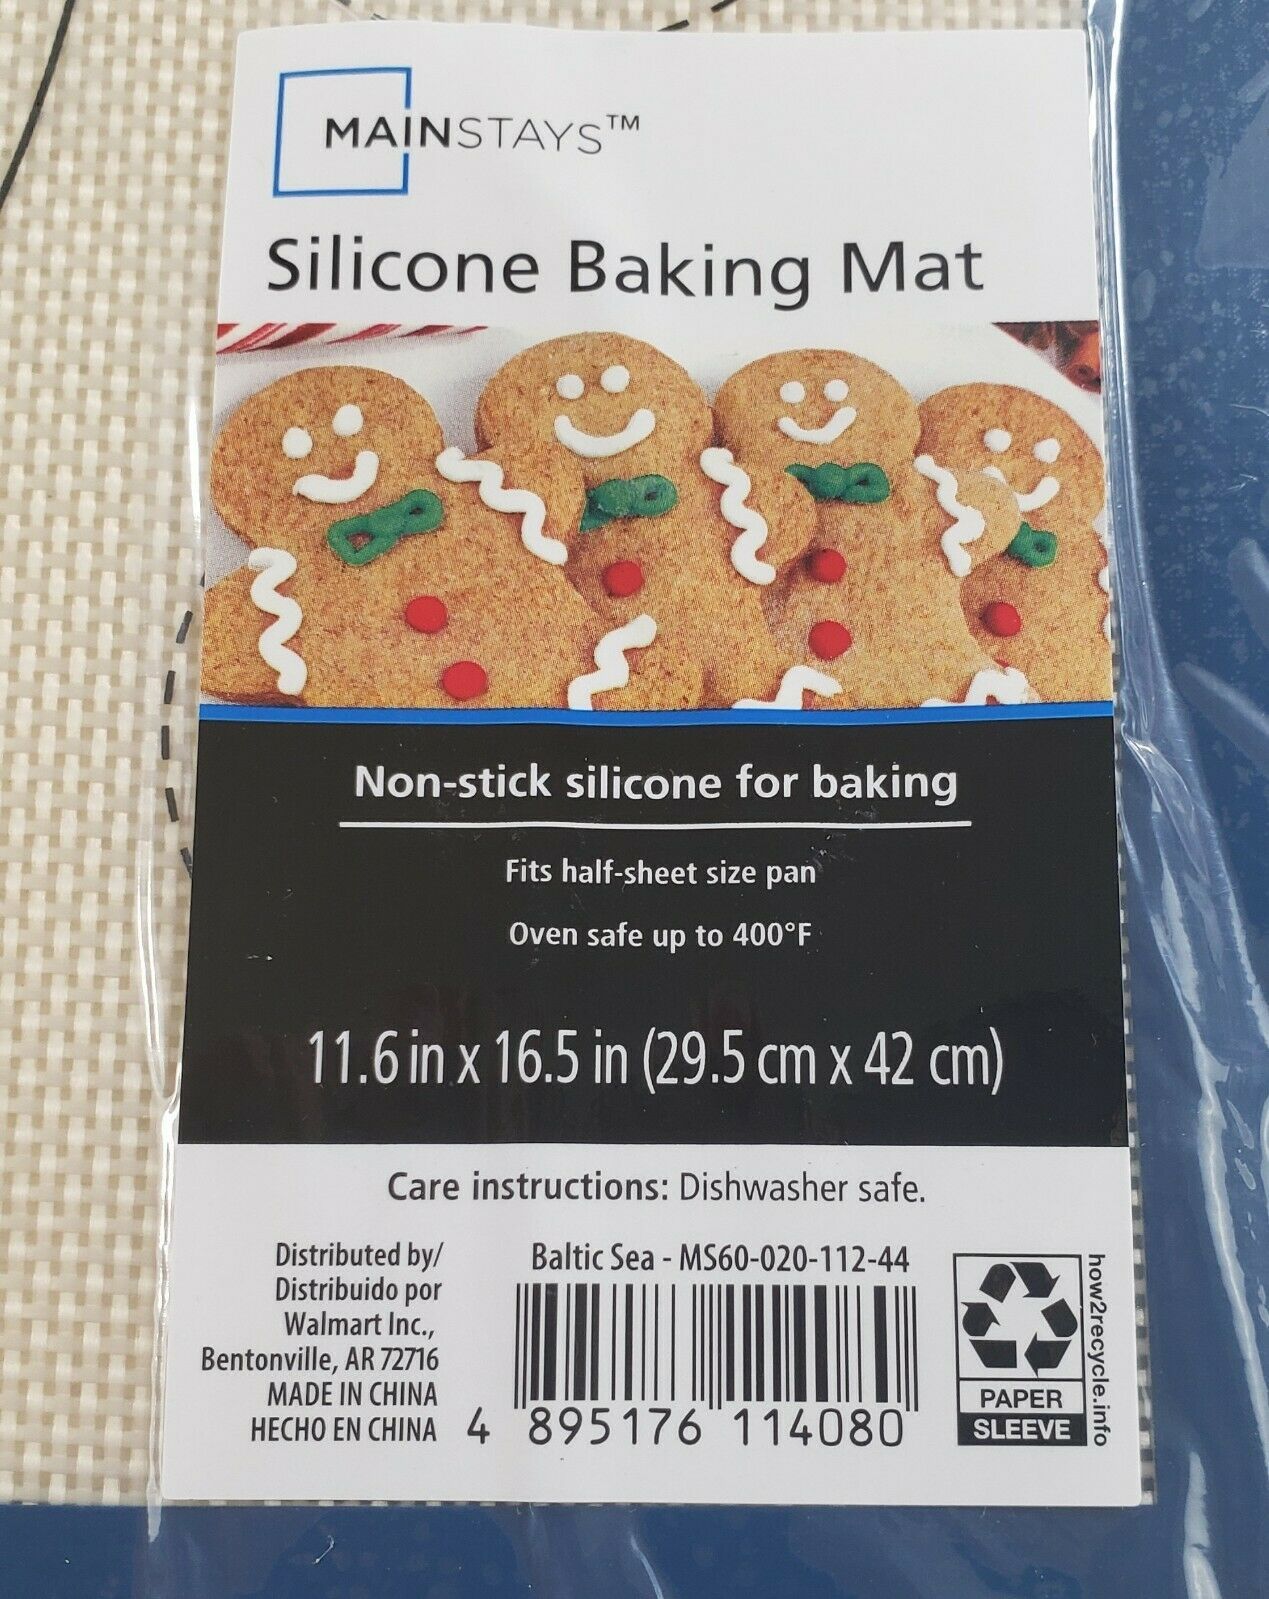 MAINSTAYS™
Silicone Baking Mat
Non-stick silicone for baking
Fits half-sheet size pan
Oven safe up to 400°F
11.6 in x 16.5 in (29.5 cm x 42 cm)
Care instructions: Dishwasher safe.
Distributed by/
Distribuido por
Walmart Inc.,
Bentonville, AR 72716
MADE IN CHINA
HECHO EN CHINA
Baltic Sea - MS60-020-112-44
4 895176 114080
PAPER
SLEEVE
how2recycle.info